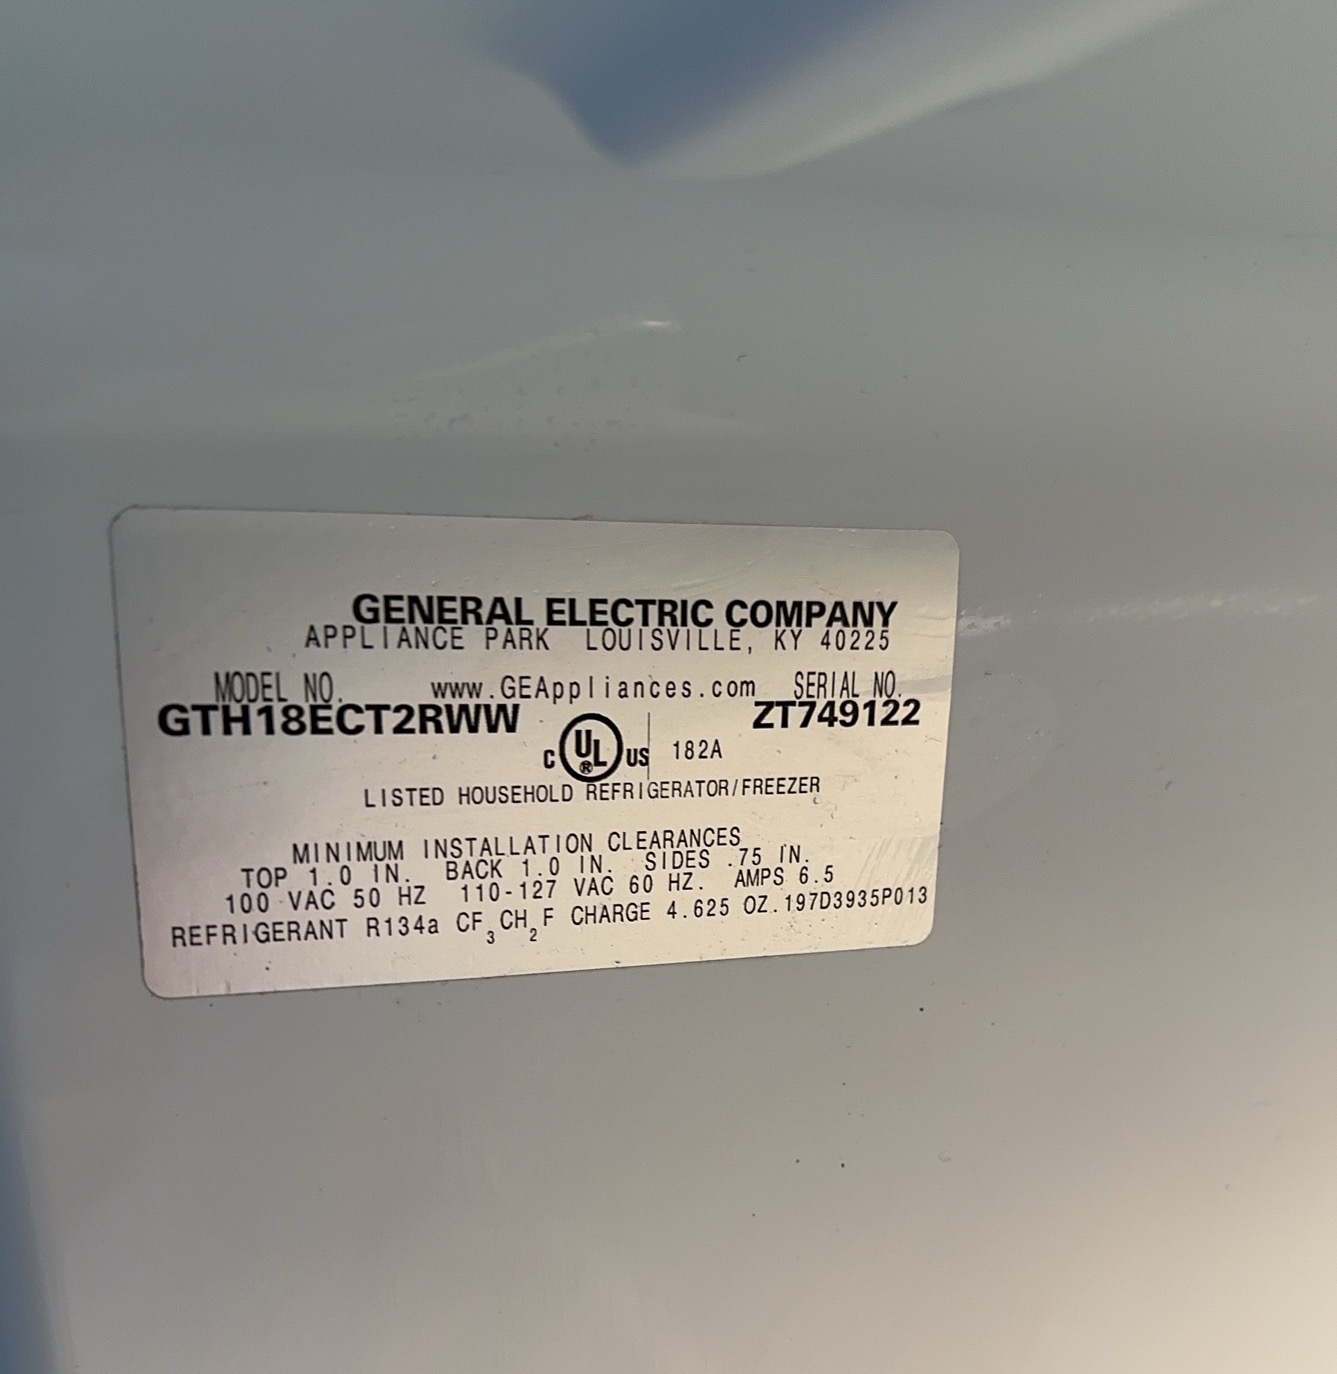 GENERAL ELECTRIC COMPANY
APPLIANCE PARK LOUISVILLE, KY 40225
MODEL NO. www.GEAppliances.com SERIAL NO.
GTH18ECT2RWW ZT749122
C UL® US 182A
LISTED HOUSEHOLD REFRIGERATOR/FREEZER
MINIMUM INSTALLATION CLEARANCES
TOP 1.0 IN. BACK 1.0 IN. SIDES .75 IN.
100 VAC 50 HZ 110-127 VAC 60 HZ. AMPS 6.5
REFRIGERANT R134a CF₃CH₂F CHARGE 4.625 OZ. 197D3935P013